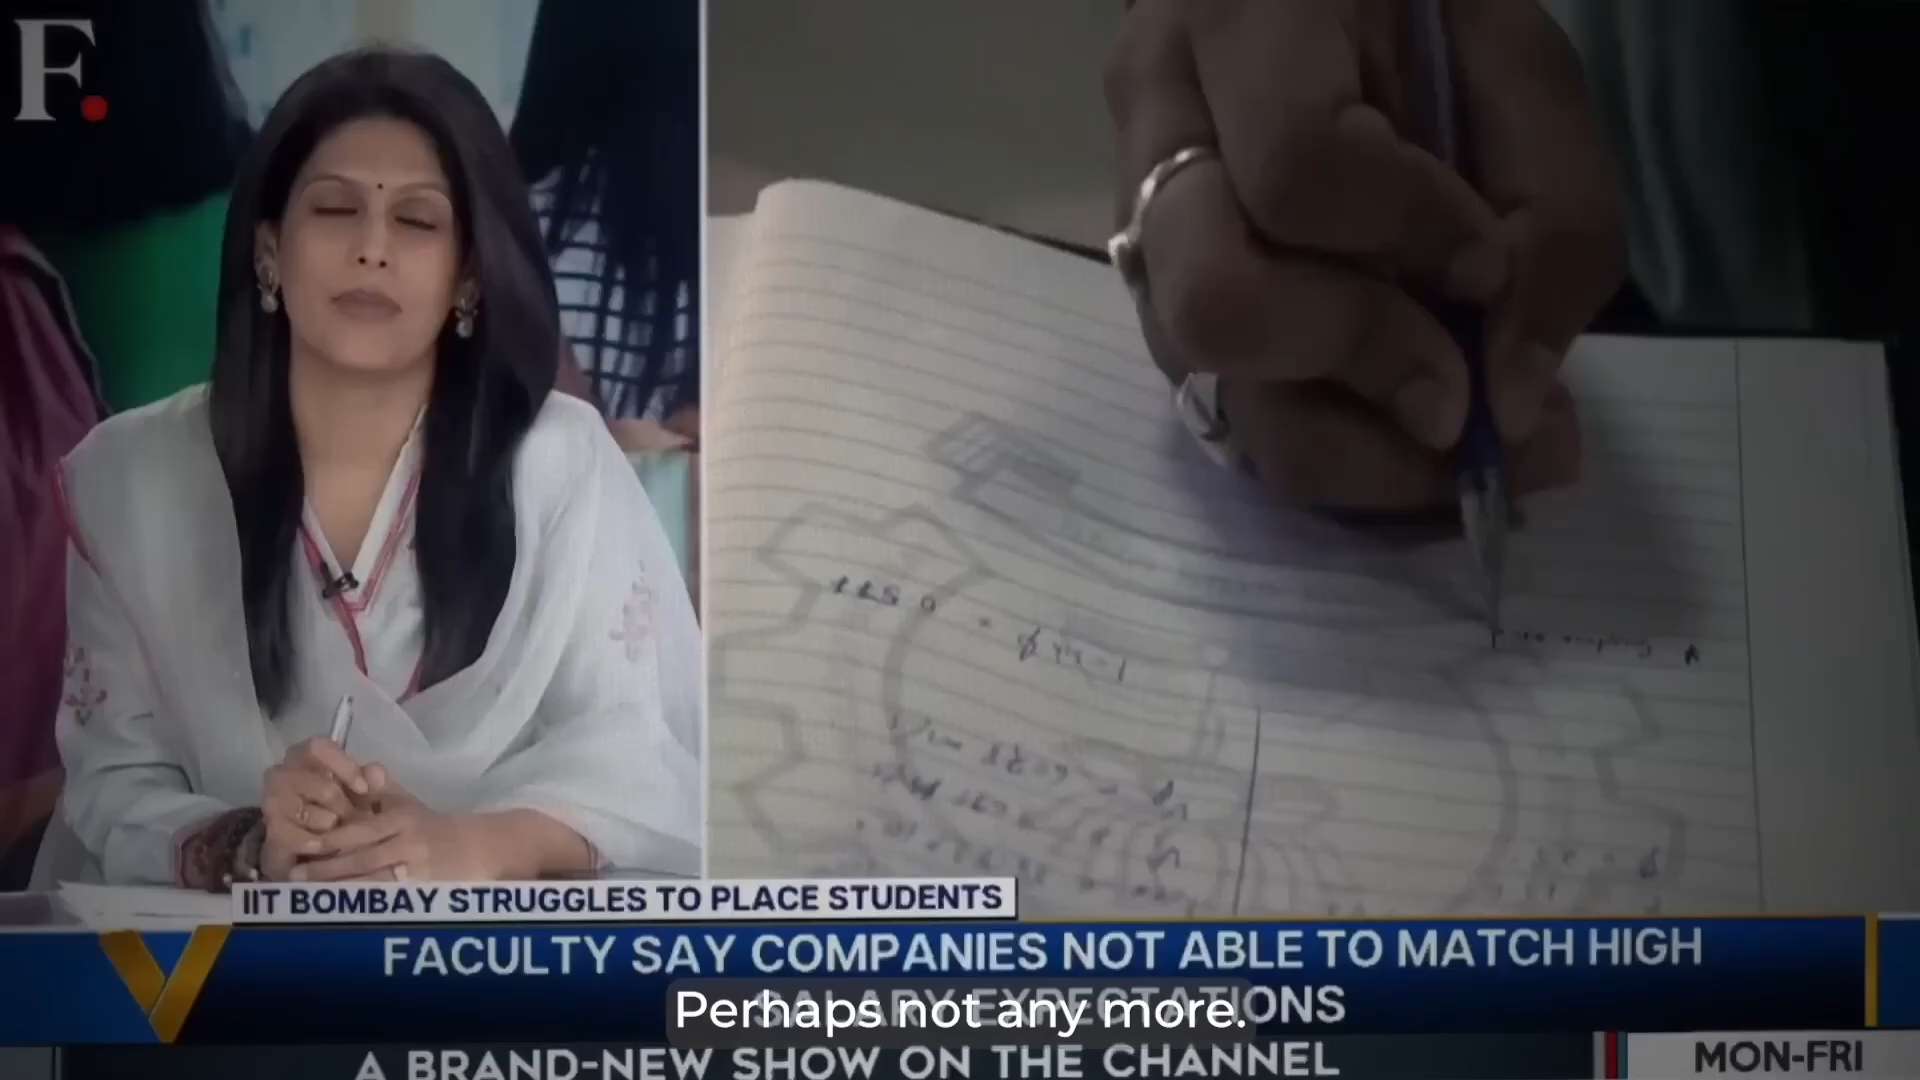 F.
IIT BOMBAY STRUGGLES TO PLACE STUDENTS
FACULTY SAY COMPANIES NOT ABLE TO MATCH HIGH
SALARY EXPECTATIONS
Perhaps not any more.
A BRAND-NEW SHOW ON THE CHANNEL
MON-FRI